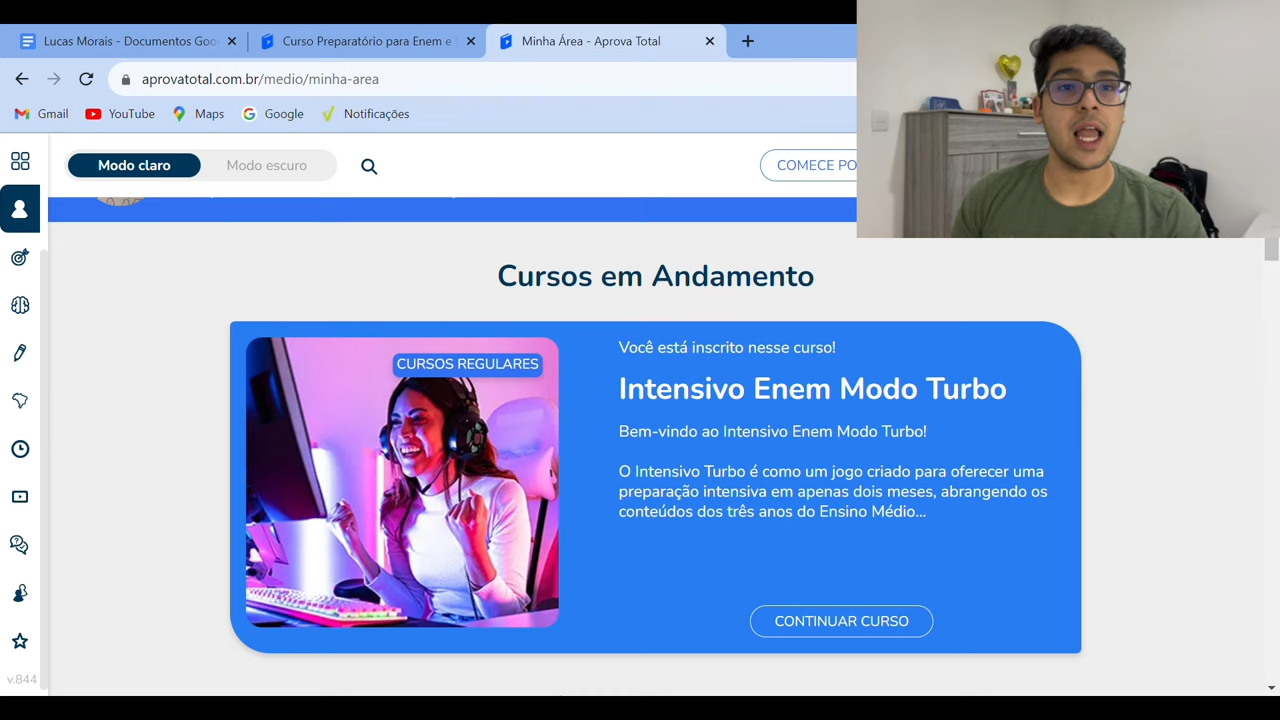 Lucas Morais - Documentos Goo
Curso Preparatório para Enem e
Minha Área - Aprova Total
aprovatotal.com.br/medio/minha-area
Gmail
YouTube
Maps
Google
Notificações
Modo claro
Modo escuro
COMECE PO
Cursos em Andamento
CURSOS REGULARES
Você está inscrito nesse curso!
Intensivo Enem Modo Turbo
Bem-vindo ao Intensivo Enem Modo Turbo!
O Intensivo Turbo é como um jogo criado para oferecer uma
preparação intensiva em apenas dois meses, abrangendo os
conteúdos dos três anos do Ensino Médio...
CONTINUAR CURSO
v.844